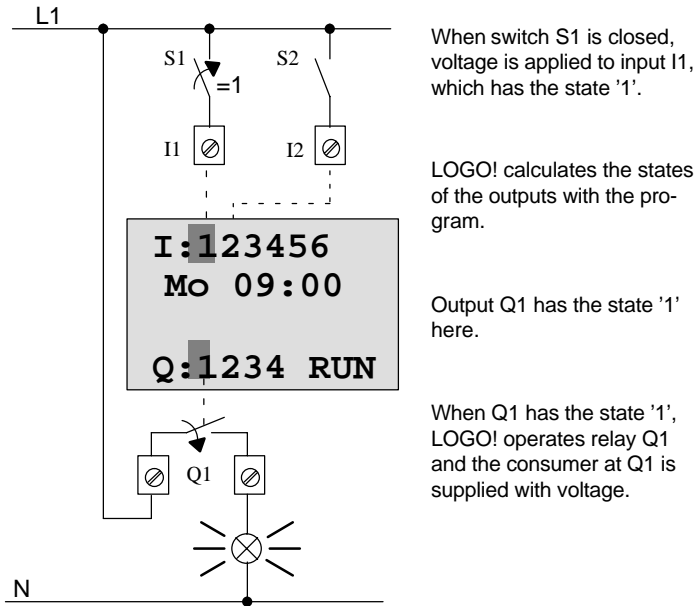 L1
S1
=1
S2
I1
I2
I:123456
Mo 09:00
Q:1234 RUN
Q1
N
When switch S1 is closed,
voltage is applied to input I1,
which has the state '1'.
LOGO! calculates the states
of the outputs with the pro-
gram.
Output Q1 has the state '1'
here.
When Q1 has the state '1',
LOGO! operates relay Q1
and the consumer at Q1 is
supplied with voltage.